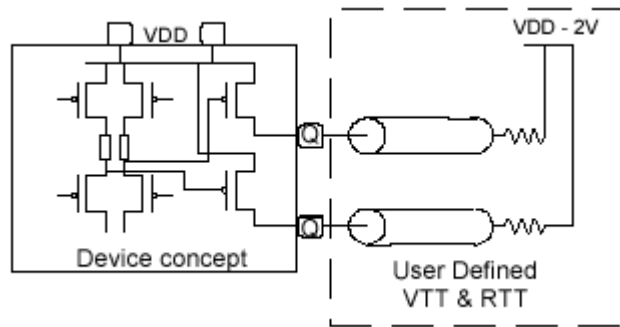 VDD
VDD - 2V
Q
Q
Device concept
User Defined
VTT & RTT